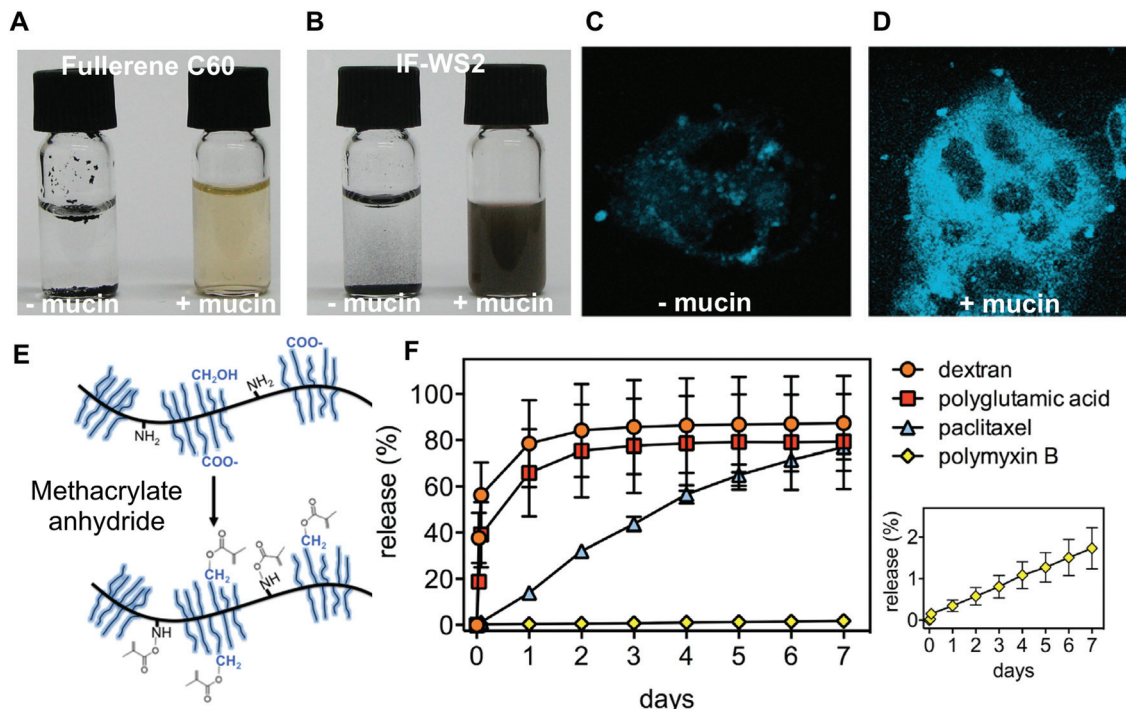 A
Fullerene C60
- mucin
+ mucin
B
IF-WS2
- mucin
+ mucin
C
- mucin
D
+ mucin
E
COO-
CH2OH
NH2
NH2
COO-
Methacrylate
anhydride
O
O
CH2
O
O
NH
O
O
CH2
NH
O
O
CH2
O
O
F
release (%)
100
80
60
40
20
0
0 1 2 3 4 5 6 7
days
dextran
polyglutamic acid
paclitaxel
polymyxin B
release (%)
2
1
0
0 1 2 3 4 5 6 7
days